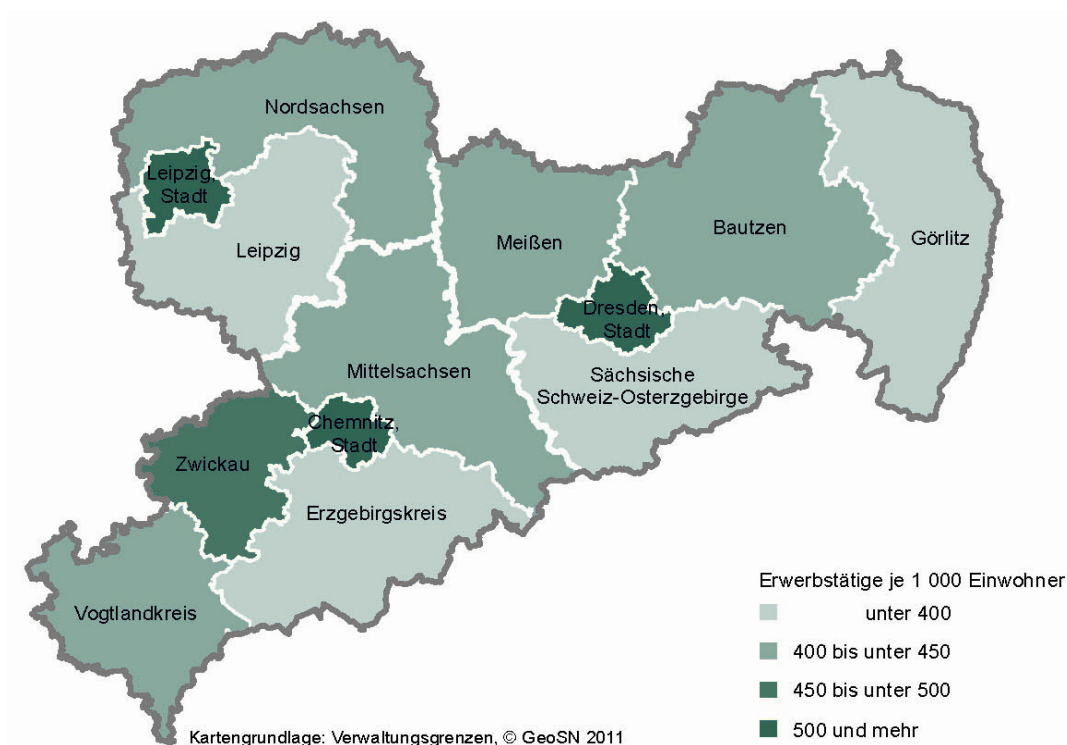 Nordsachsen
Leipzig,
Stadt
Leipzig
Meißen
Bautzen
Görlitz
Dresden,
Stadt
Mittelsachsen
Sächsische
Schweiz-Osterzgebirge
Chemnitz,
Stadt
Zwickau
Erzgebirgskreis
Vogtlandkreis
Erwerbstätige je 1 000 Einwohner
unter 400
400 bis unter 450
450 bis unter 500
500 und mehr
Kartengrundlage: Verwaltungsgrenzen, © GeoSN 2011